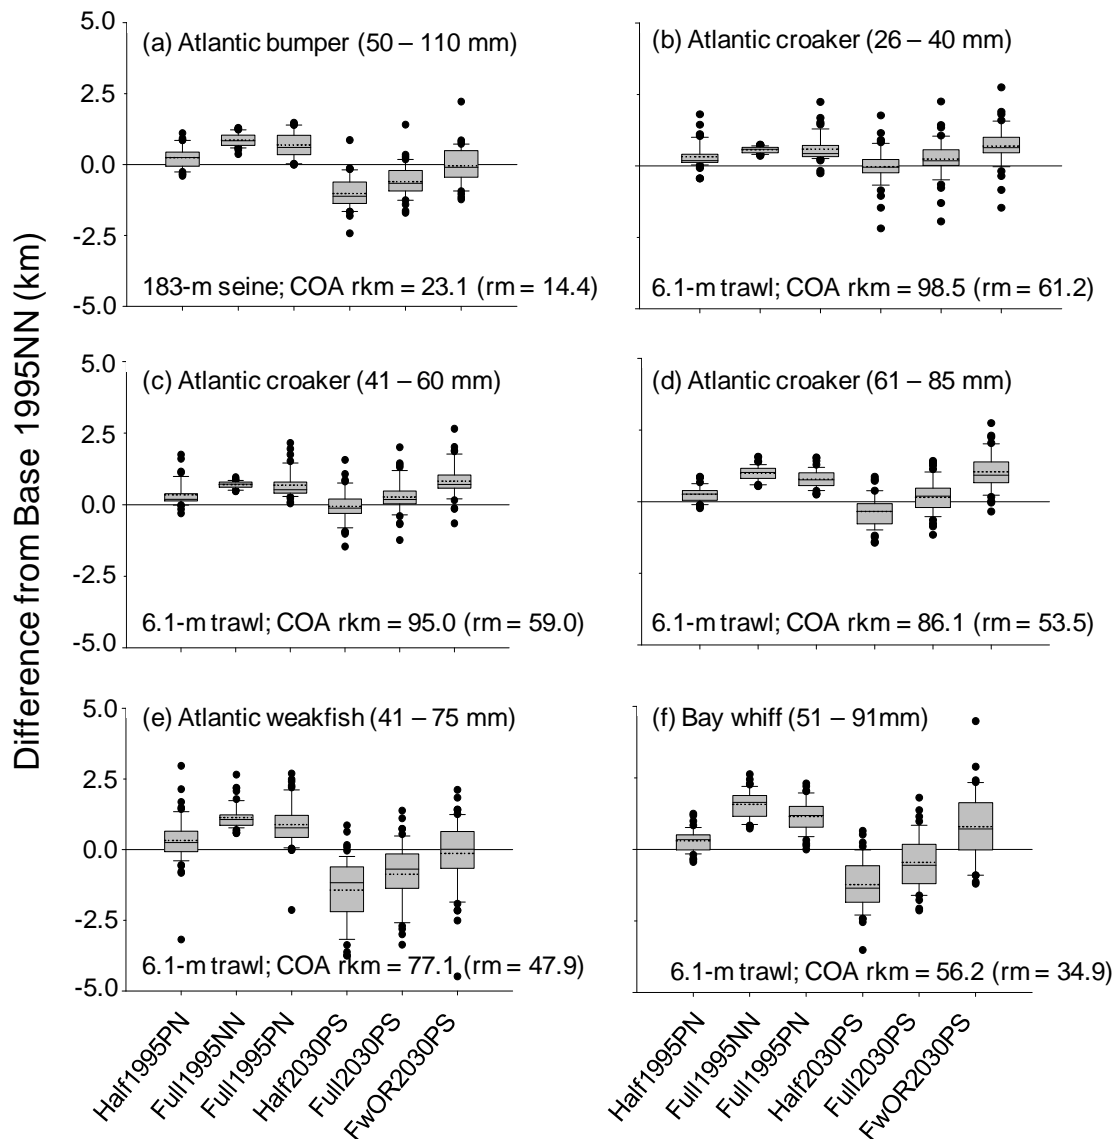 Difference from Base 1995NN (km)
5.0
2.5
0.0
-2.5
-5.0
(a) Atlantic bumper (50 – 110 mm)
183-m seine; COA rkm = 23.1 (rm = 14.4)
(b) Atlantic croaker (26 – 40 mm)
6.1-m trawl; COA rkm = 98.5 (rm = 61.2)
5.0
2.5
0.0
-2.5
-5.0
(c) Atlantic croaker (41 – 60 mm)
6.1-m trawl; COA rkm = 95.0 (rm = 59.0)
(d) Atlantic croaker (61 – 85 mm)
6.1-m trawl; COA rkm = 86.1 (rm = 53.5)
5.0
2.5
0.0
-2.5
-5.0
(e) Atlantic weakfish (41 – 75 mm)
6.1-m trawl; COA rkm = 77.1 (rm = 47.9)
(f) Bay whiff (51 – 91mm)
6.1-m trawl; COA rkm = 56.2 (rm = 34.9)
Half1995PN
Full1995NN
Full1995PN
Half2030PS
Full2030PS
FwOR2030PS
Half1995PN
Full1995NN
Full1995PN
Half2030PS
Full2030PS
FwOR2030PS